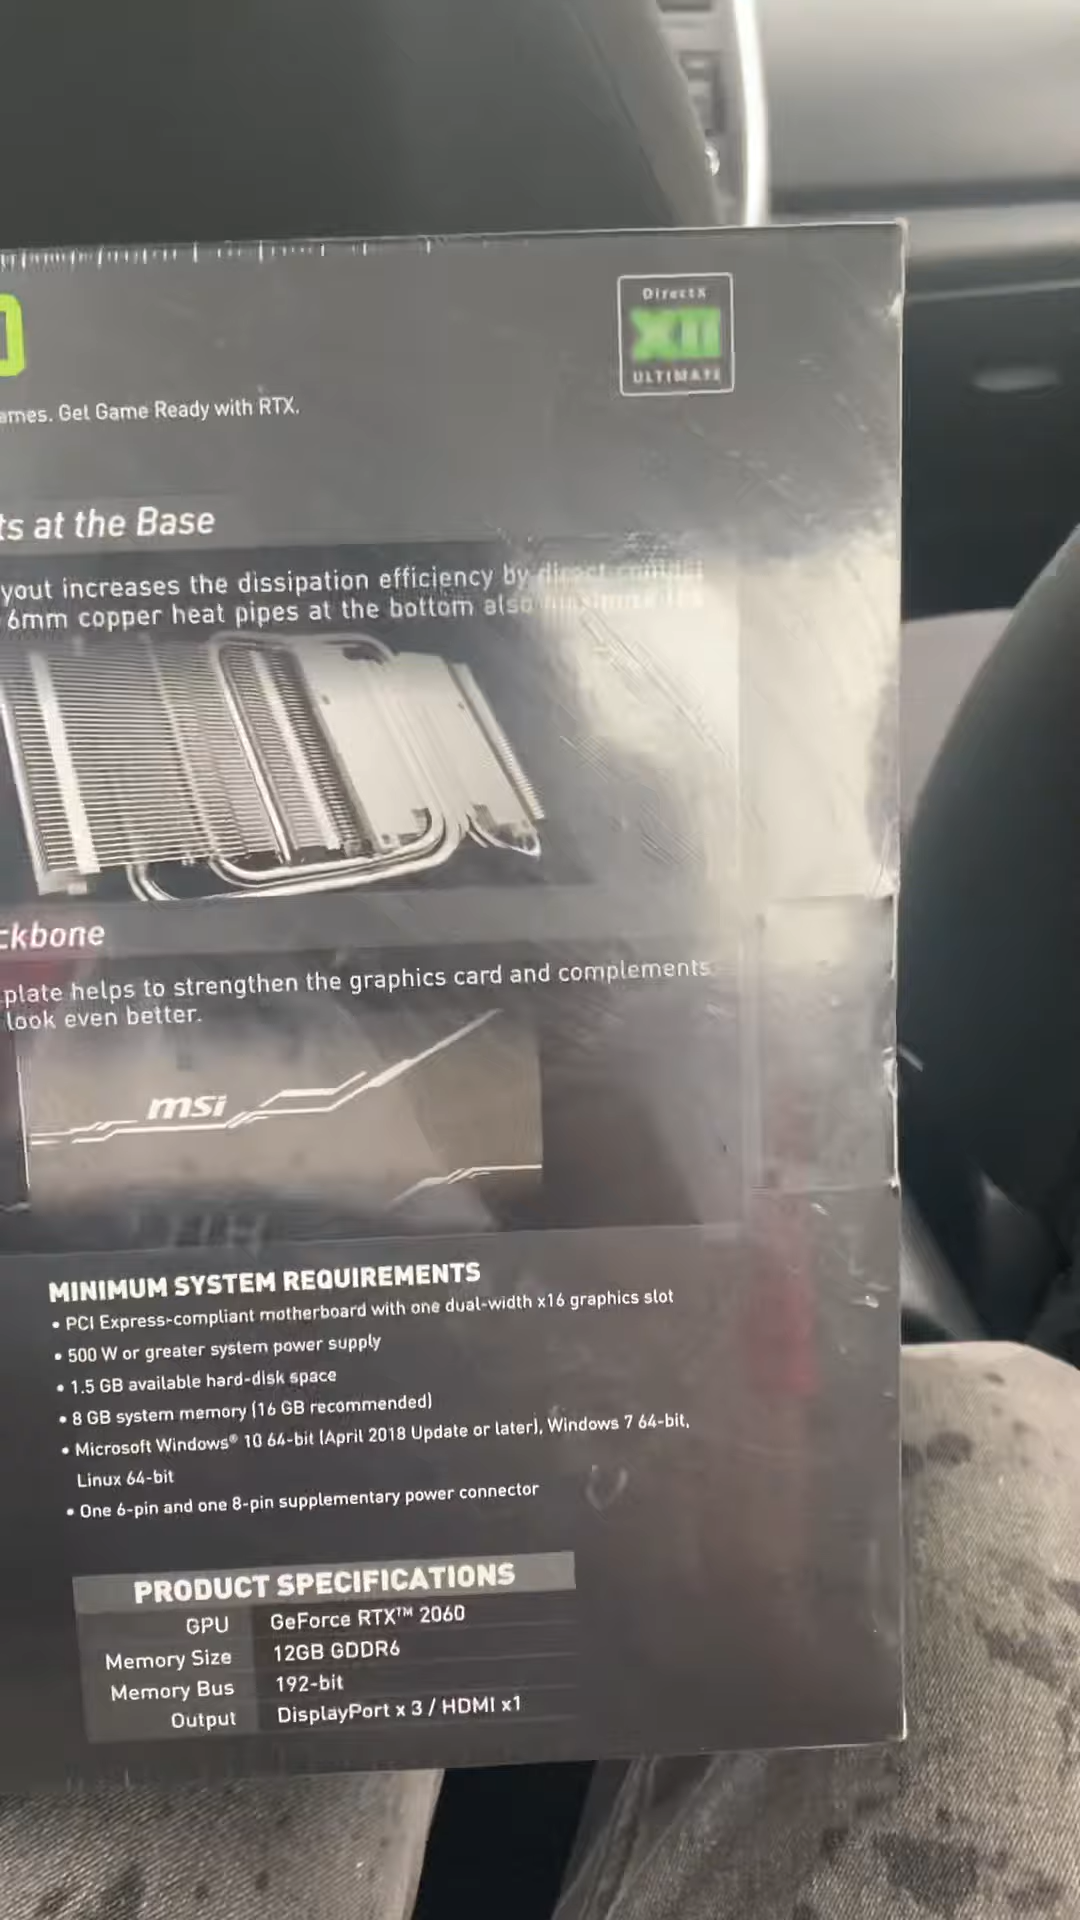 DirectX
XII
ULTIMATE
ames. Get Game Ready with RTX.
ts at the Base
yout increases the dissipation efficiency by direct contact
6mm copper heat pipes at the bottom also
ckbone
plate helps to strengthen the graphics card and complements
look even better.
msi
MINIMUM SYSTEM REQUIREMENTS
• PCI Express-compliant motherboard with one dual-width x16 graphics slot
• 500 W or greater system power supply
• 1.5 GB available hard-disk space
• 8 GB system memory (16 GB recommended)
• Microsoft Windows® 10 64-bit (April 2018 Update or later), Windows 7 64-bit,
Linux 64-bit
• One 6-pin and one 8-pin supplementary power connector
PRODUCT SPECIFICATIONS
GPU GeForce RTX™ 2060
Memory Size 12GB GDDR6
Memory Bus 192-bit
Output DisplayPort x 3 / HDMI x1